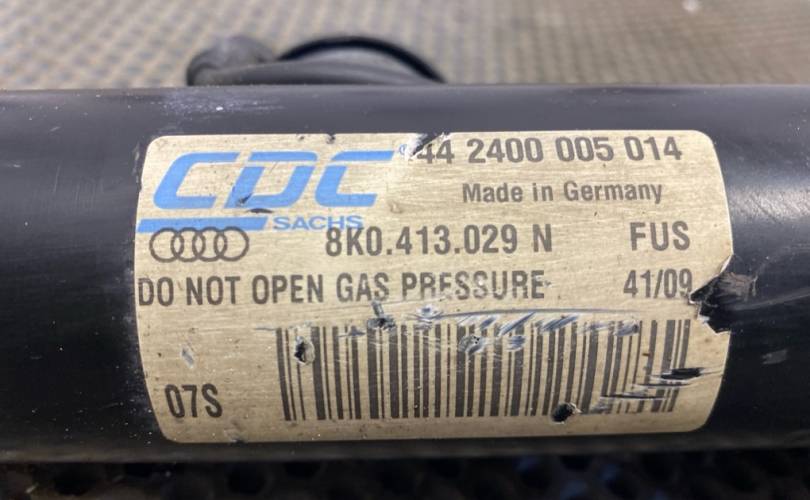 CDC
SACHS
44 2400 005 014
Made in Germany
8K0.413.029 N FUS
DO NOT OPEN GAS PRESSURE 41/09
07S